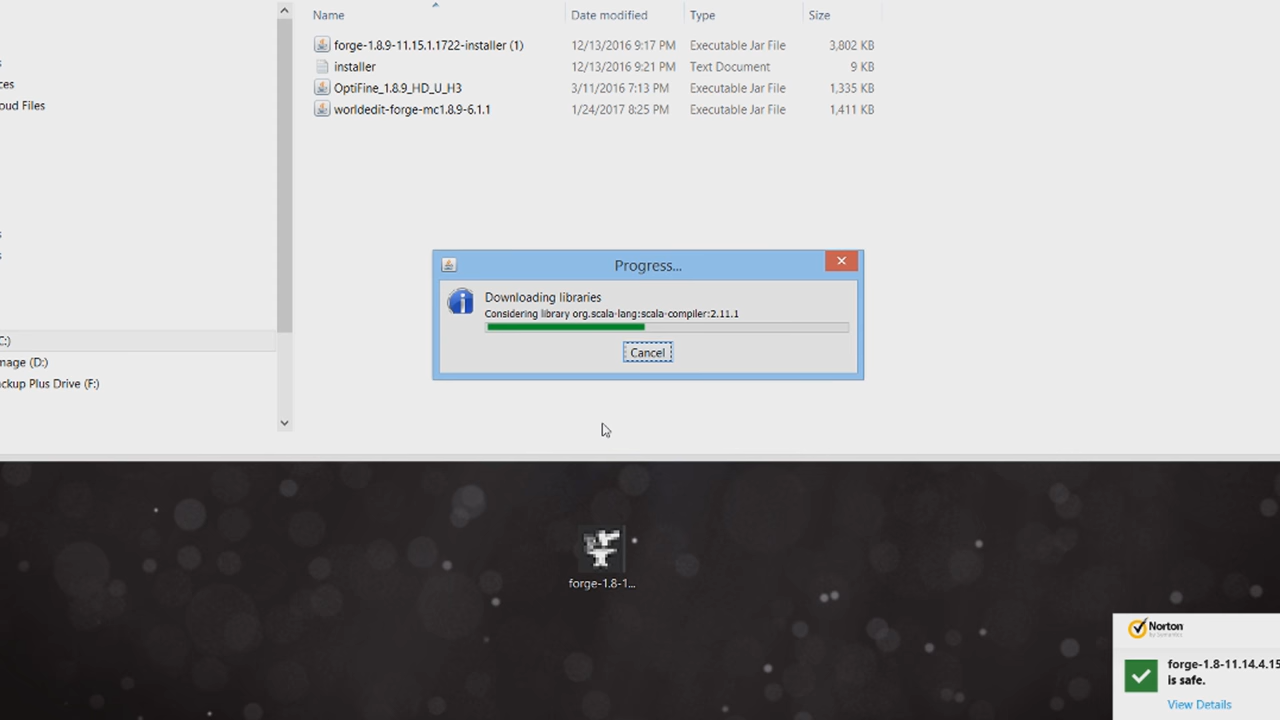 Name Date modified Type Size
forge-1.8.9-11.15.1.1722-installer (1) 12/13/2016 9:17 PM Executable Jar File 3,802 KB
installer 12/13/2016 9:21 PM Text Document 9 KB
OptiFine_1.8.9_HD_U_H3 3/11/2016 7:13 PM Executable Jar File 1,335 KB
worldedit-forge-mc1.8.9-6.1.1 1/24/2017 8:25 PM Executable Jar File 1,411 KB
s
ces
oud Files
s
s
C:)
mage (D:)
ckup Plus Drive (F:)
Progress...
Downloading libraries
Considering library org.scala-lang:scala-compiler:2.11.1
Cancel
forge-1.8-1...
Norton
by Symantec
forge-1.8-11.14.4.15
is safe.
View Details